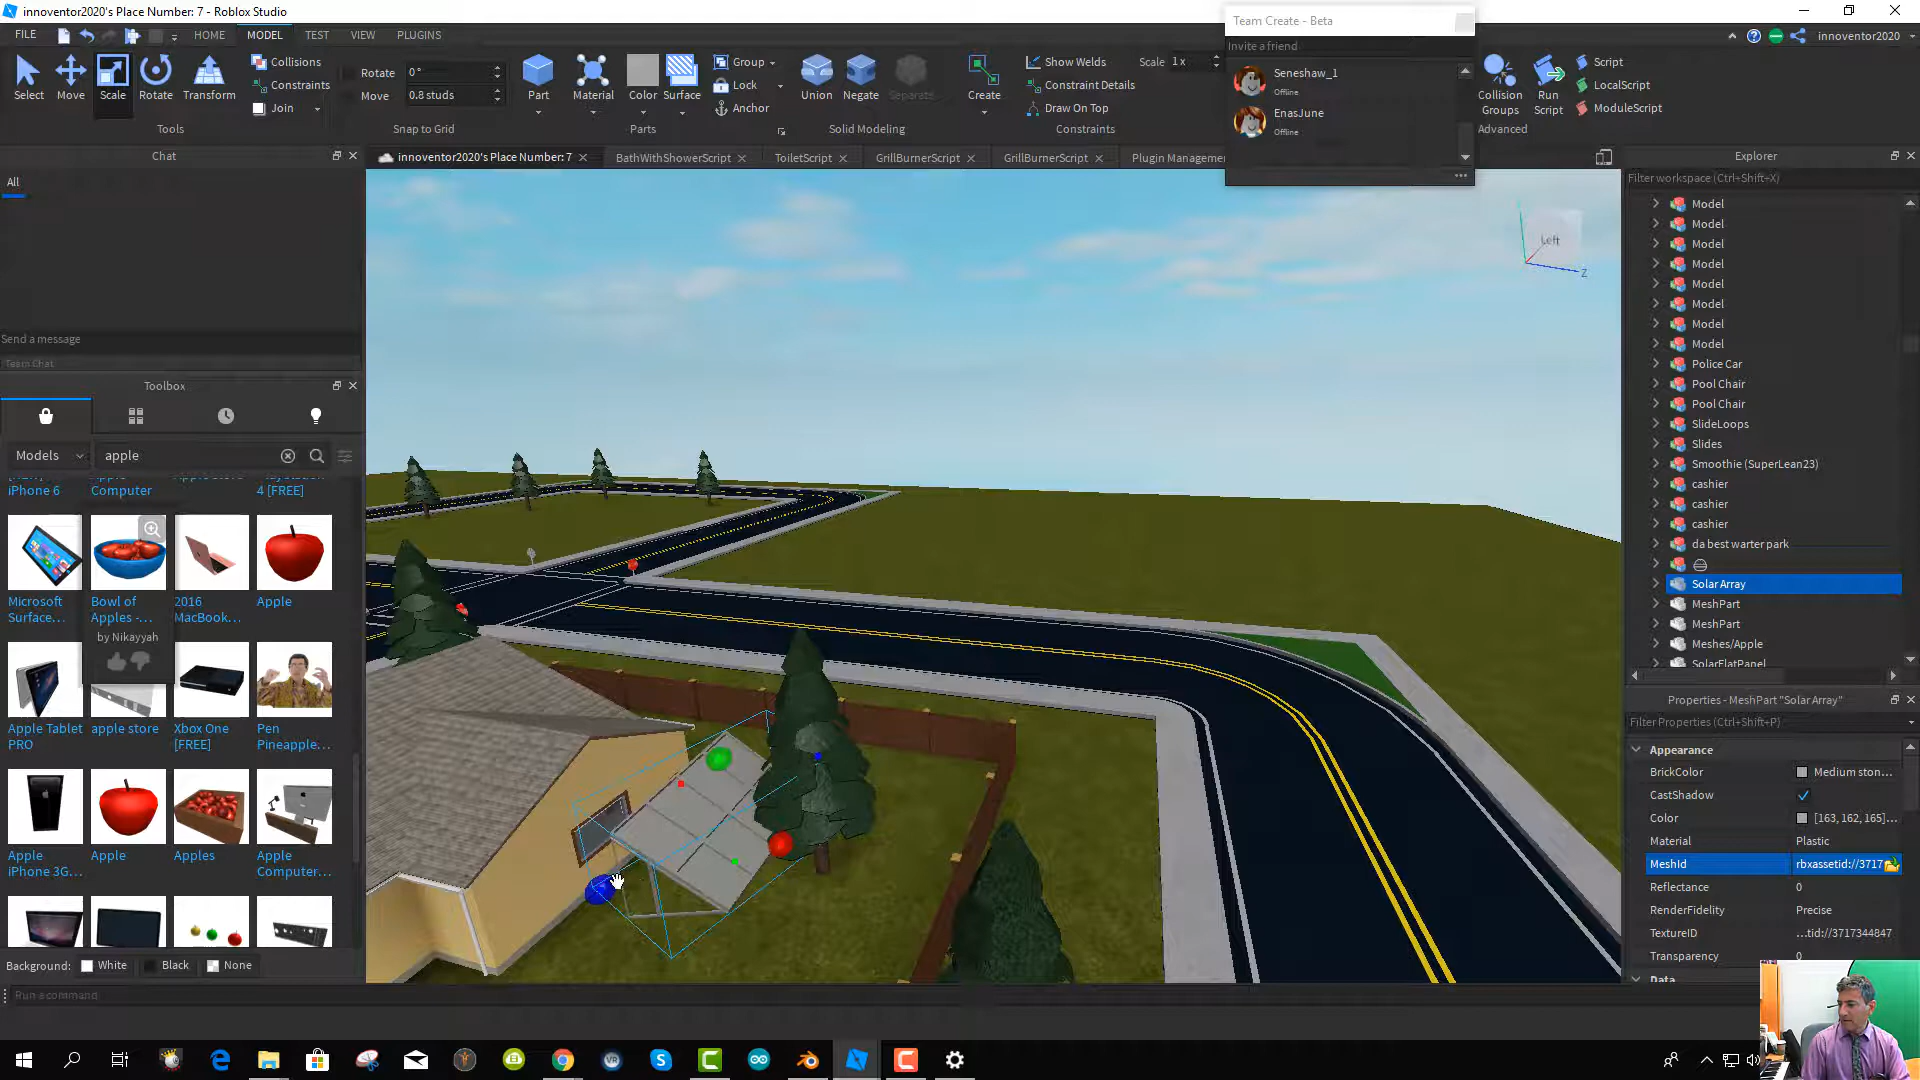 innoventor2020's Place Number: 7 - Roblox Studio
FILE
HOME
MODEL
TEST
VIEW
PLUGINS
innoventor2020
Select
Move
Scale
Rotate
Transform
Tools
Collisions
Constraints
Join
Rotate
0 °
Move
0.8 studs
Snap to Grid
Part
Material
Color
Surface
Parts
Group
Lock
Anchor
Union
Negate
Separate
Solid Modeling
Create
Show Welds
Constraint Details
Draw On Top
Scale
1 x
Constraints
Team Create - Beta
Invite a friend
Seneshaw_1
Offline
EnasJune
Offline
Collision
Groups
Run
Script
Script
LocalScript
ModuleScript
Advanced
Chat
All
Send a message
Team Chat
innoventor2020's Place Number: 7
BathWithShowerScript
ToiletScript
GrillBurnerScript
GrillBurnerScript
Plugin Managemen
Left
Z
Toolbox
Models
apple
iPhone 6
Apple
Computer
4 [FREE]
Microsoft
Surface...
Bowl of
Apples -...
by Nikayyah
2016
MacBook...
Apple
Apple Tablet
PRO
apple store
Xbox One
[FREE]
Pen
Pineapple...
Apple
iPhone 3G...
Apple
Apples
Apple
Computer...
Background:
White
Black
None
Run a command
Explorer
Filter workspace (Ctrl+Shift+X)
Model
Model
Model
Model
Model
Model
Model
Model
Police Car
Pool Chair
Pool Chair
SlideLoops
Slides
Smoothie (SuperLean23)
cashier
cashier
cashier
da best warter park
Solar Array
MeshPart
MeshPart
Meshes/Apple
SolarFlatPanel
Properties - MeshPart "Solar Array"
Filter Properties (Ctrl+Shift+P)
Appearance
BrickColor
Medium ston...
CastShadow
Color
[163, 162, 165]...
Material
Plastic
MeshId
rbxassetid://3717
Reflectance
0
RenderFidelity
Precise
TextureID
...tid://3717344847
Transparency
0
Data